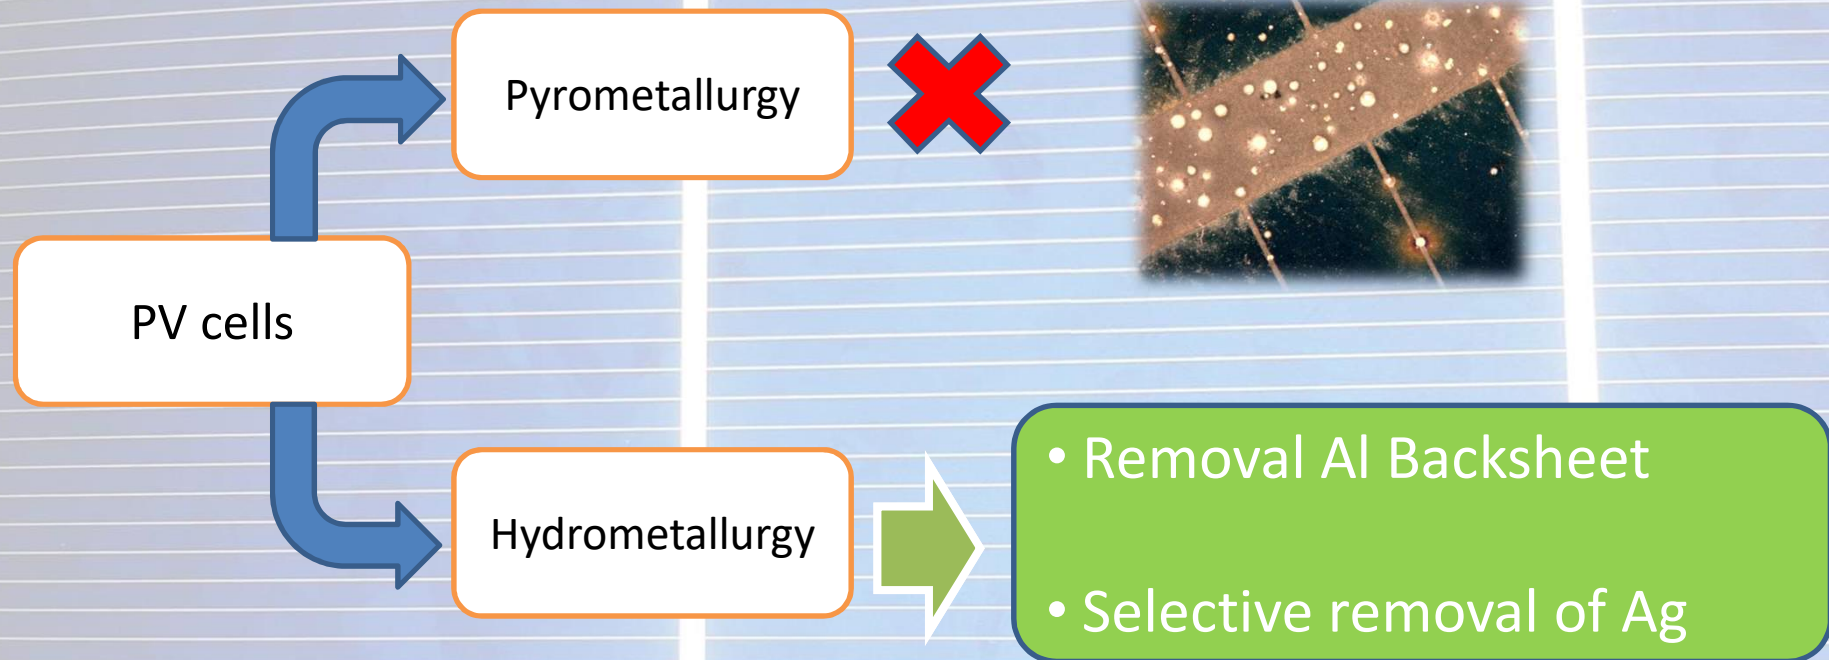 Pyrometallurgy
PV cells
Hydrometallurgy
• Removal Al Backsheet
• Selective removal of Ag